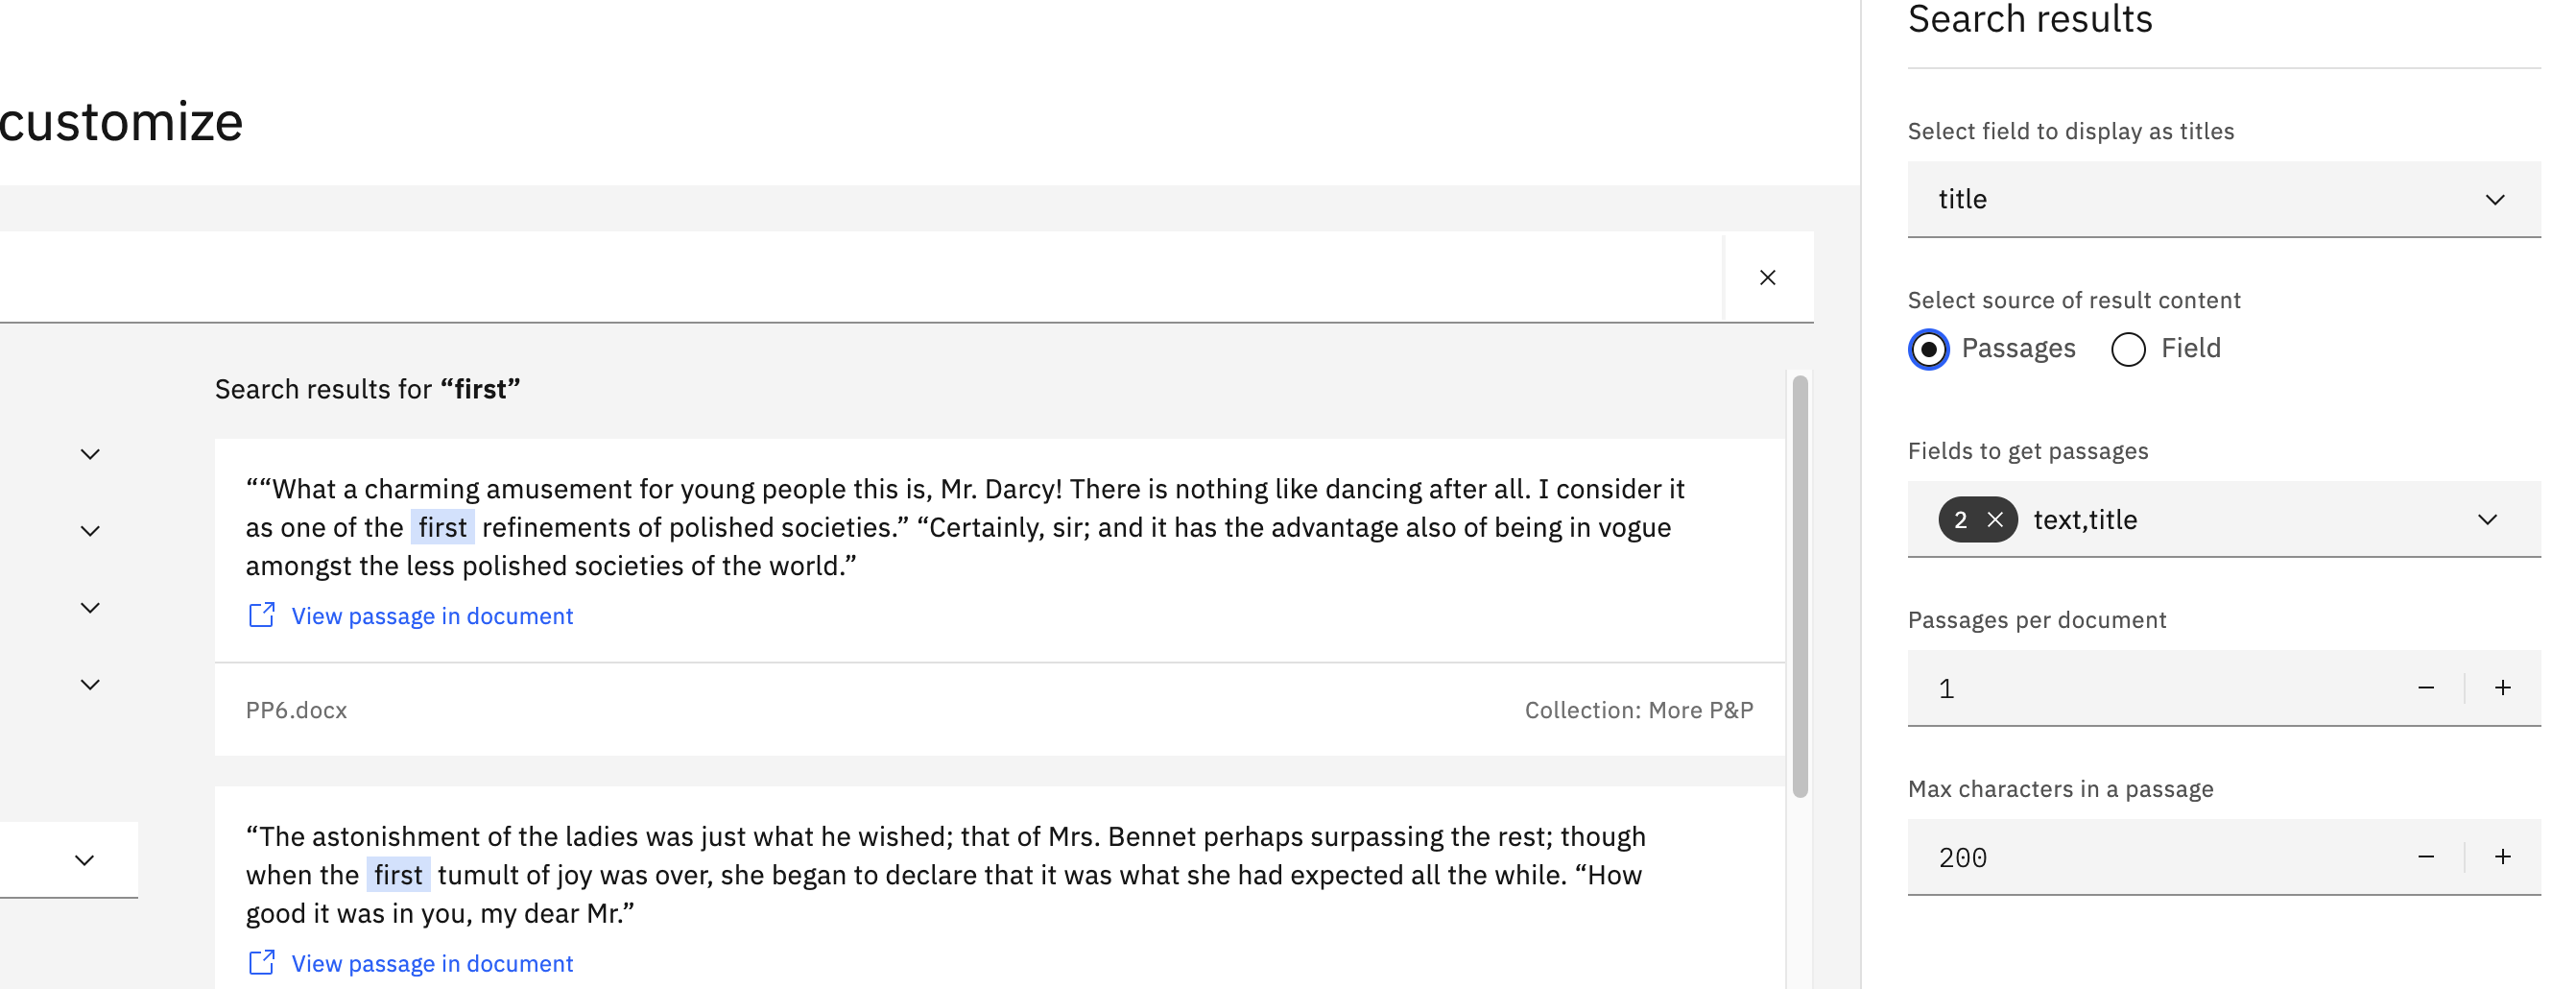 customize
Search results for “first”
““What a charming amusement for young people this is, Mr. Darcy! There is nothing like dancing after all. I consider it
as one of the first refinements of polished societies.” “Certainly, sir; and it has the advantage also of being in vogue
amongst the less polished societies of the world.”
View passage in document
PP6.docx
Collection: More P&P
“The astonishment of the ladies was just what he wished; that of Mrs. Bennet perhaps surpassing the rest; though
when the first tumult of joy was over, she began to declare that it was what she had expected all the while. “How
good it was in you, my dear Mr.”
View passage in document
Search results
Select field to display as titles
title
Select source of result content
Passages
Field
Fields to get passages
2 text,title
Passages per document
1
Max characters in a passage
200